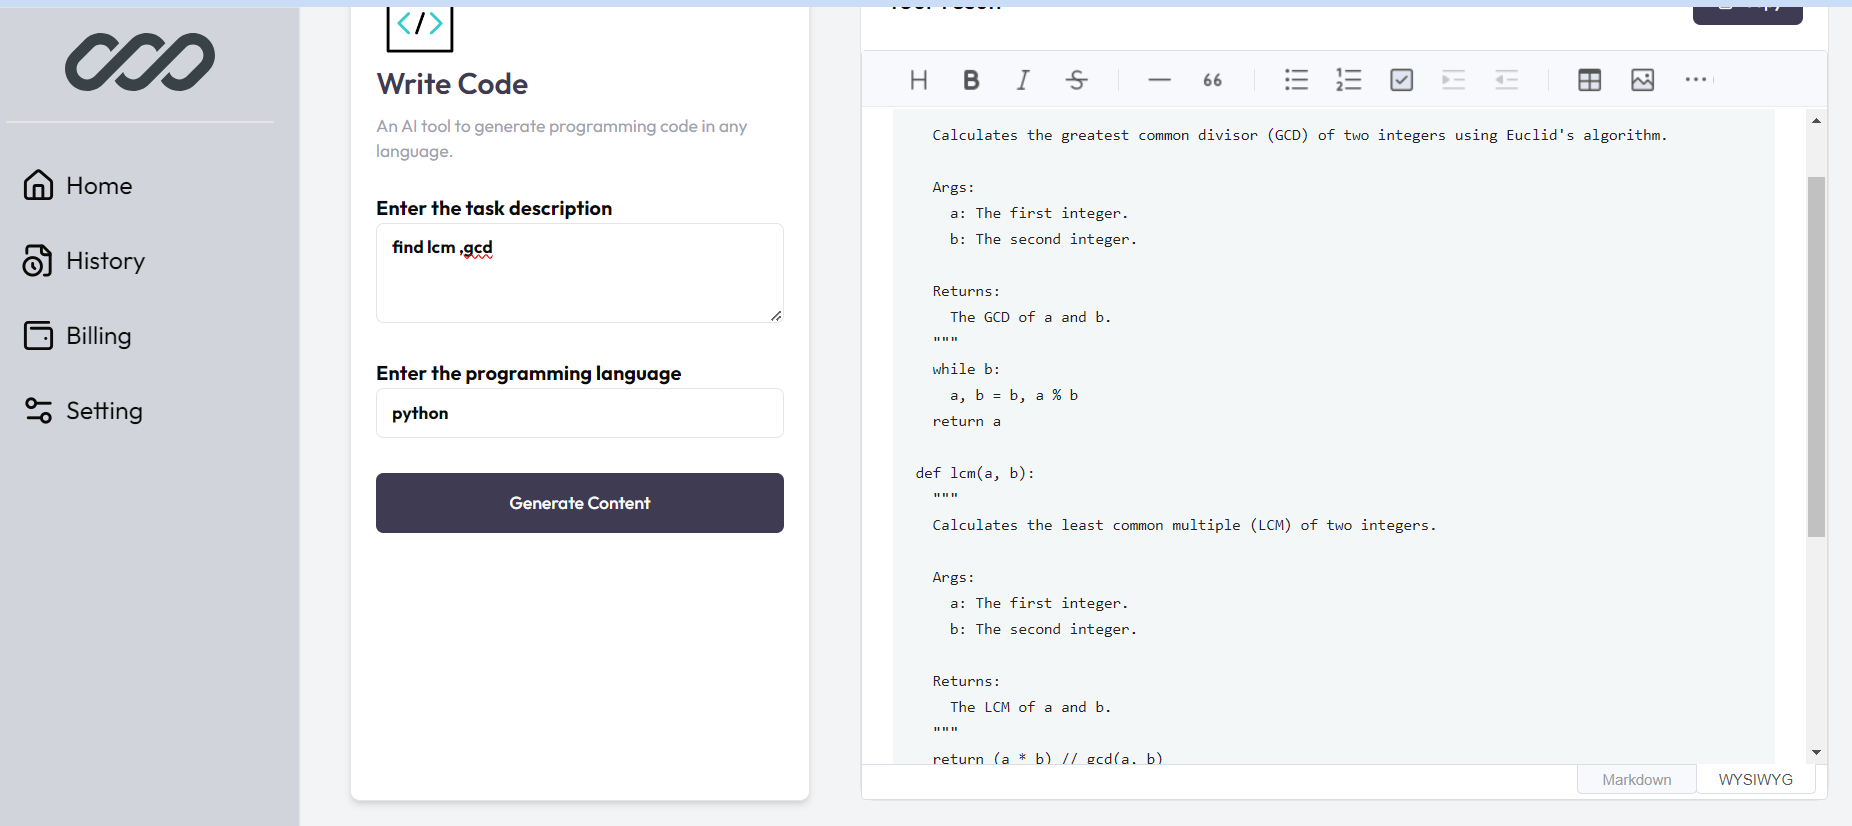 Home
History
Billing
Setting
</>
Write Code
An AI tool to generate programming code in any
language.
Enter the task description
find lcm ,gcd
Enter the programming language
python
Generate Content
H B I S 66
Calculates the greatest common divisor (GCD) of two integers using Euclid's algorithm.
Args:
a: The first integer.
b: The second integer.
Returns:
The GCD of a and b.
"""
while b:
a, b = b, a % b
return a
def lcm(a, b):
"""
Calculates the least common multiple (LCM) of two integers.
Args:
a: The first integer.
b: The second integer.
Returns:
The LCM of a and b.
"""
return (a * b) // gcd(a, b)
Markdown WYSIWYG